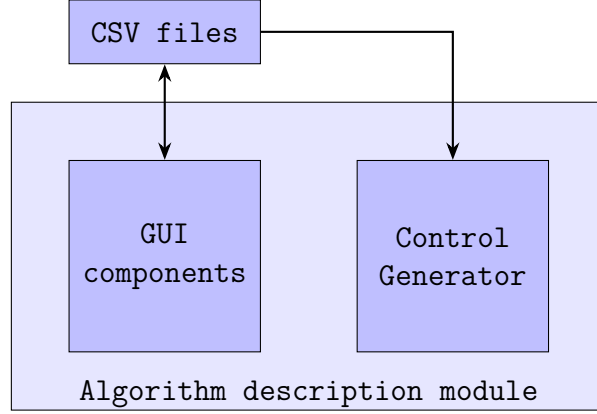 CSV files
GUI
components
Control
Generator
Algorithm description module